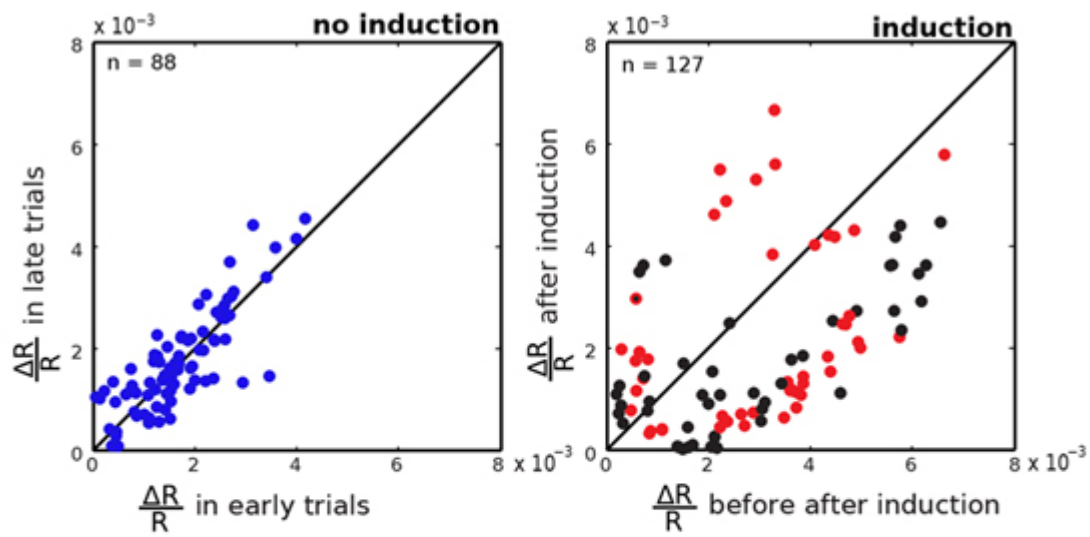 x 10⁻³ no induction
8
n = 88
6
4
2
0
ΔR/R in late trials
0 2 4 6 8 x 10⁻³
ΔR/R in early trials
x 10⁻³ induction
8
n = 127
6
4
2
0
ΔR/R after induction
0 2 4 6 8 x 10⁻³
ΔR/R before after induction